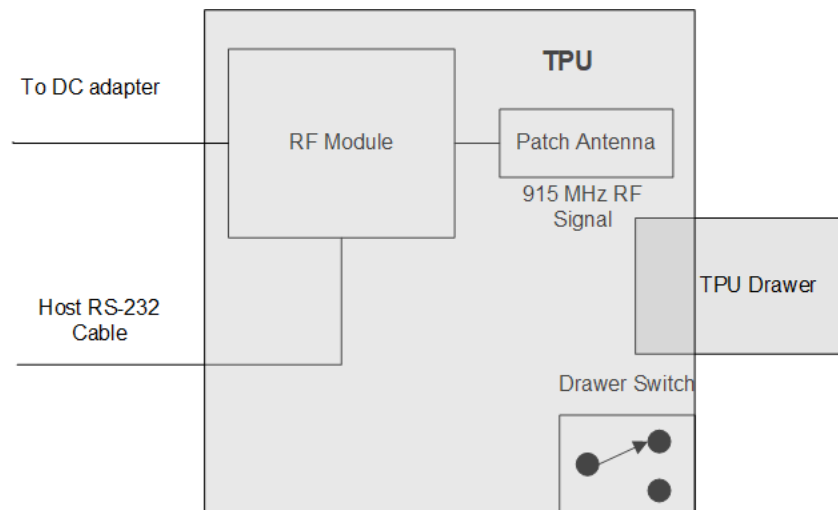 TPU
To DC adapter
RF Module
Patch Antenna
915 MHz RF
Signal
TPU Drawer
Host RS-232
Cable
Drawer Switch